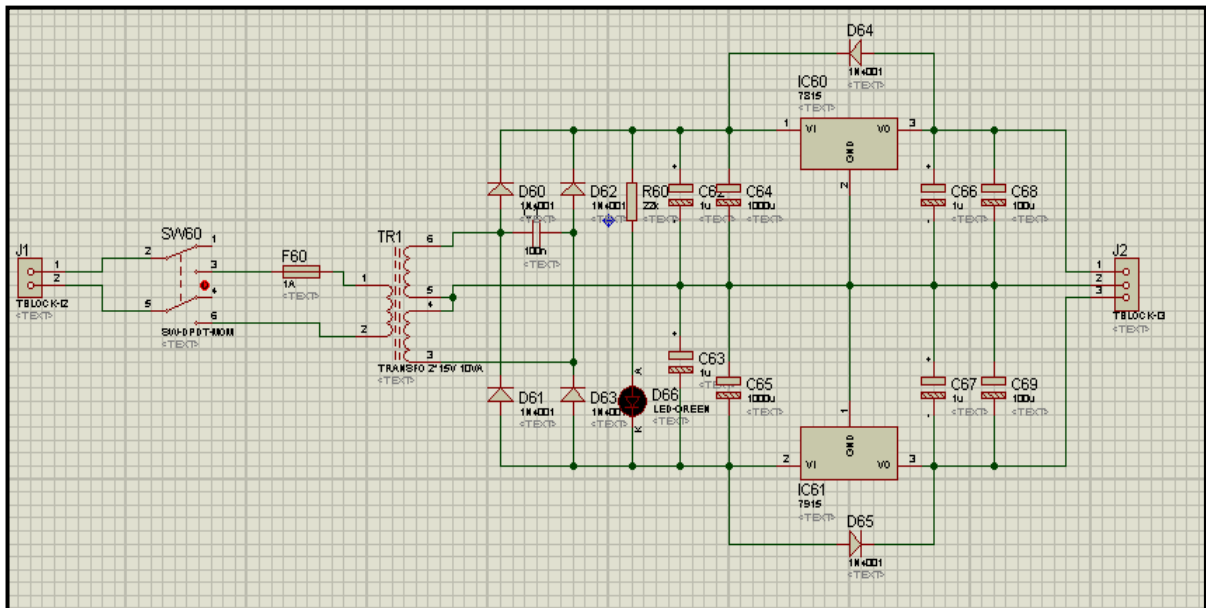 D64
1N4001
<TEXT>
IC60
7815
<TEXT>
1
VI
VO
3
GND
2
D60
1N4001
<TEXT>
D62
1N4001
<TEXT>
R60
22k
<TEXT>
C62
1u
<TEXT>
C64
1000u
<TEXT>
C66
1u
<TEXT>
C68
100u
<TEXT>
100n
<TEXT>
J1
1
2
TBLOCK-I2
<TEXT>
SW60
1
2
3
4
5
6
SW-DPDT-MOM
<TEXT>
F60
1A
<TEXT>
TR1
1
2
6
5
4
3
TRANSFO 2*15V 10VA
<TEXT>
J2
1
2
3
TBLOCK-I3
<TEXT>
C63
1u
<TEXT>
D61
1N4001
<TEXT>
D63
1N4001
<TEXT>
A
D66
LED-GREEN
<TEXT>
K
C65
1000u
<TEXT>
C67
1u
<TEXT>
C69
100u
<TEXT>
1
GND
2
VI
VO
3
IC61
7915
<TEXT>
D65
1N4001
<TEXT>